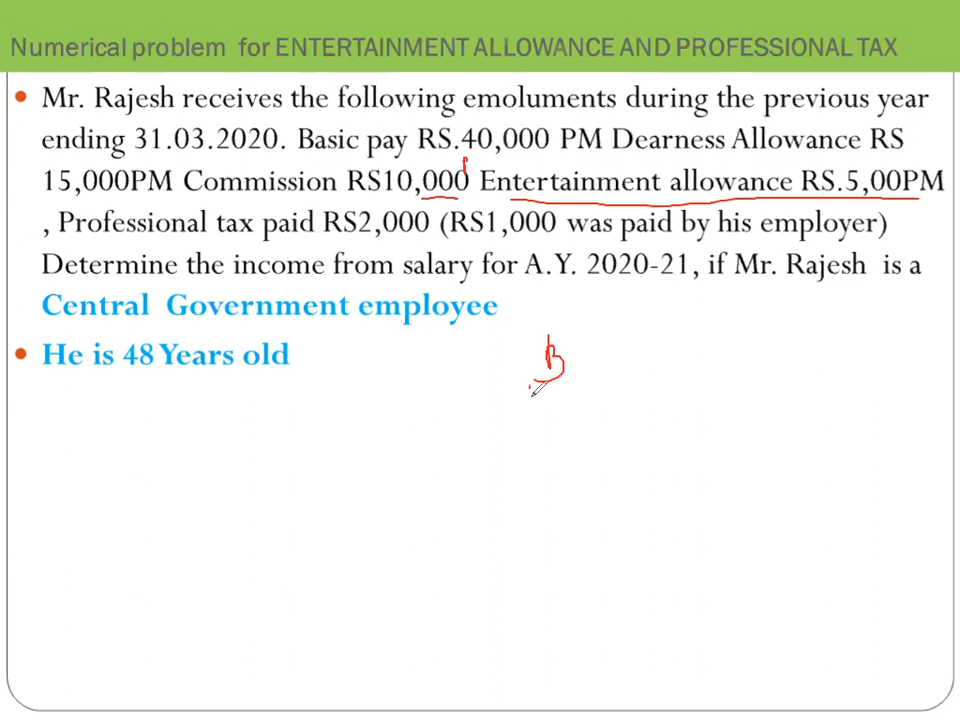 Numerical problem for ENTERTAINMENT ALLOWANCE AND PROFESSIONAL TAX
• Mr. Rajesh receives the following emoluments during the previous year
ending 31.03.2020. Basic pay RS.40,000 PM Dearness Allowance RS
15,000PM Commission RS10,000 Entertainment allowance RS.5,00PM
, Professional tax paid RS2,000 (RS1,000 was paid by his employer)
Determine the income from salary for A.Y. 2020-21, if Mr. Rajesh is a
Central Government employee
• He is 48 Years old